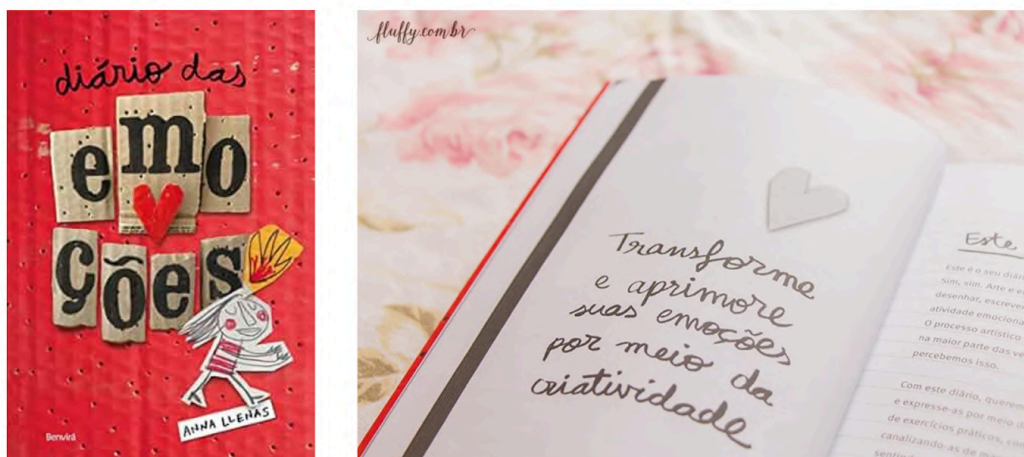 diário das
emo
ções
ANNA LLENAS
Benvirá
fluffy.com.br
Transforme
e aprimore
suas emoções
por meio da
criatividade
Este
Este é o seu diári
sim, sim. Arte e e
desenhar, escreve
atividade emociona
O processo artístico
na maior parte das ve
percebemos isso.
Com este diário, querem
e expresse-as por meio d
de exercícios práticos, co
canalizando-as de m